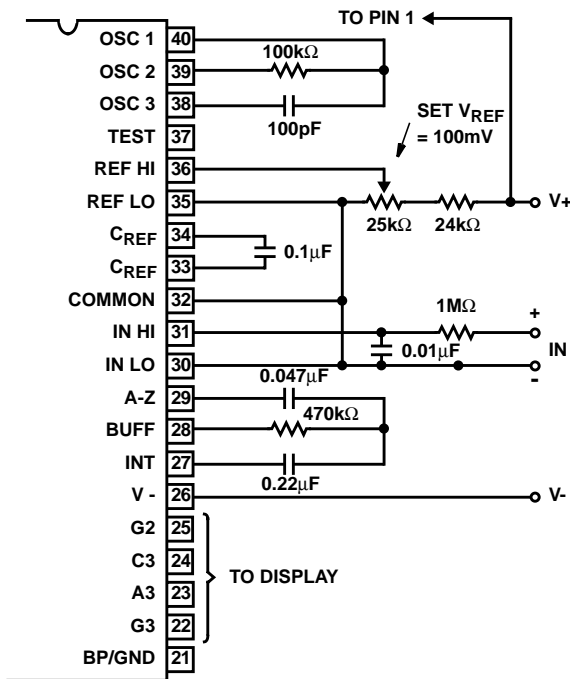 TO PIN 1
OSC 1 40
100kΩ
OSC 2 39
OSC 3 38
100pF
TEST 37
SET VREF
= 100mV
REF HI 36
REF LO 35
25kΩ 24kΩ
V+
CREF 34
0.1µF
CREF 33
COMMON 32
1MΩ
+
IN HI 31
0.01µF
IN
IN LO 30
-
0.047µF
A-Z 29
470kΩ
BUFF 28
INT 27
0.22µF
V - 26
V-
G2 25
C3 24
TO DISPLAY
A3 23
G3 22
BP/GND 21